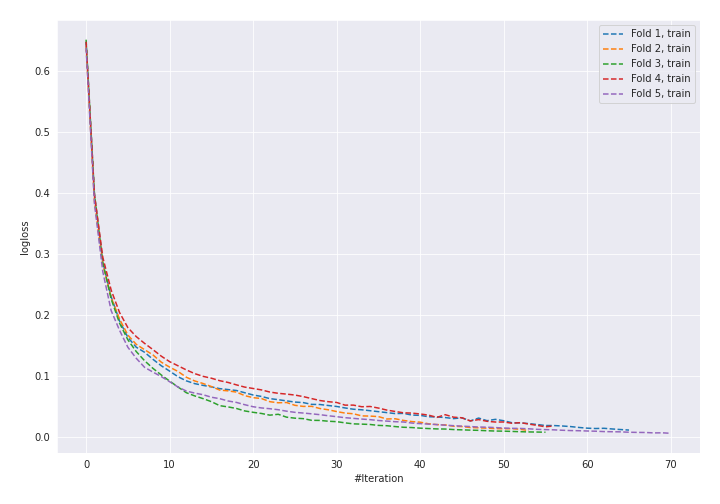 Fold 1, train
Fold 2, train
Fold 3, train
Fold 4, train
Fold 5, train
0.6
0.5
0.4
0.3
0.2
0.1
0.0
logloss
0 10 20 30 40 50 60 70
#Iteration